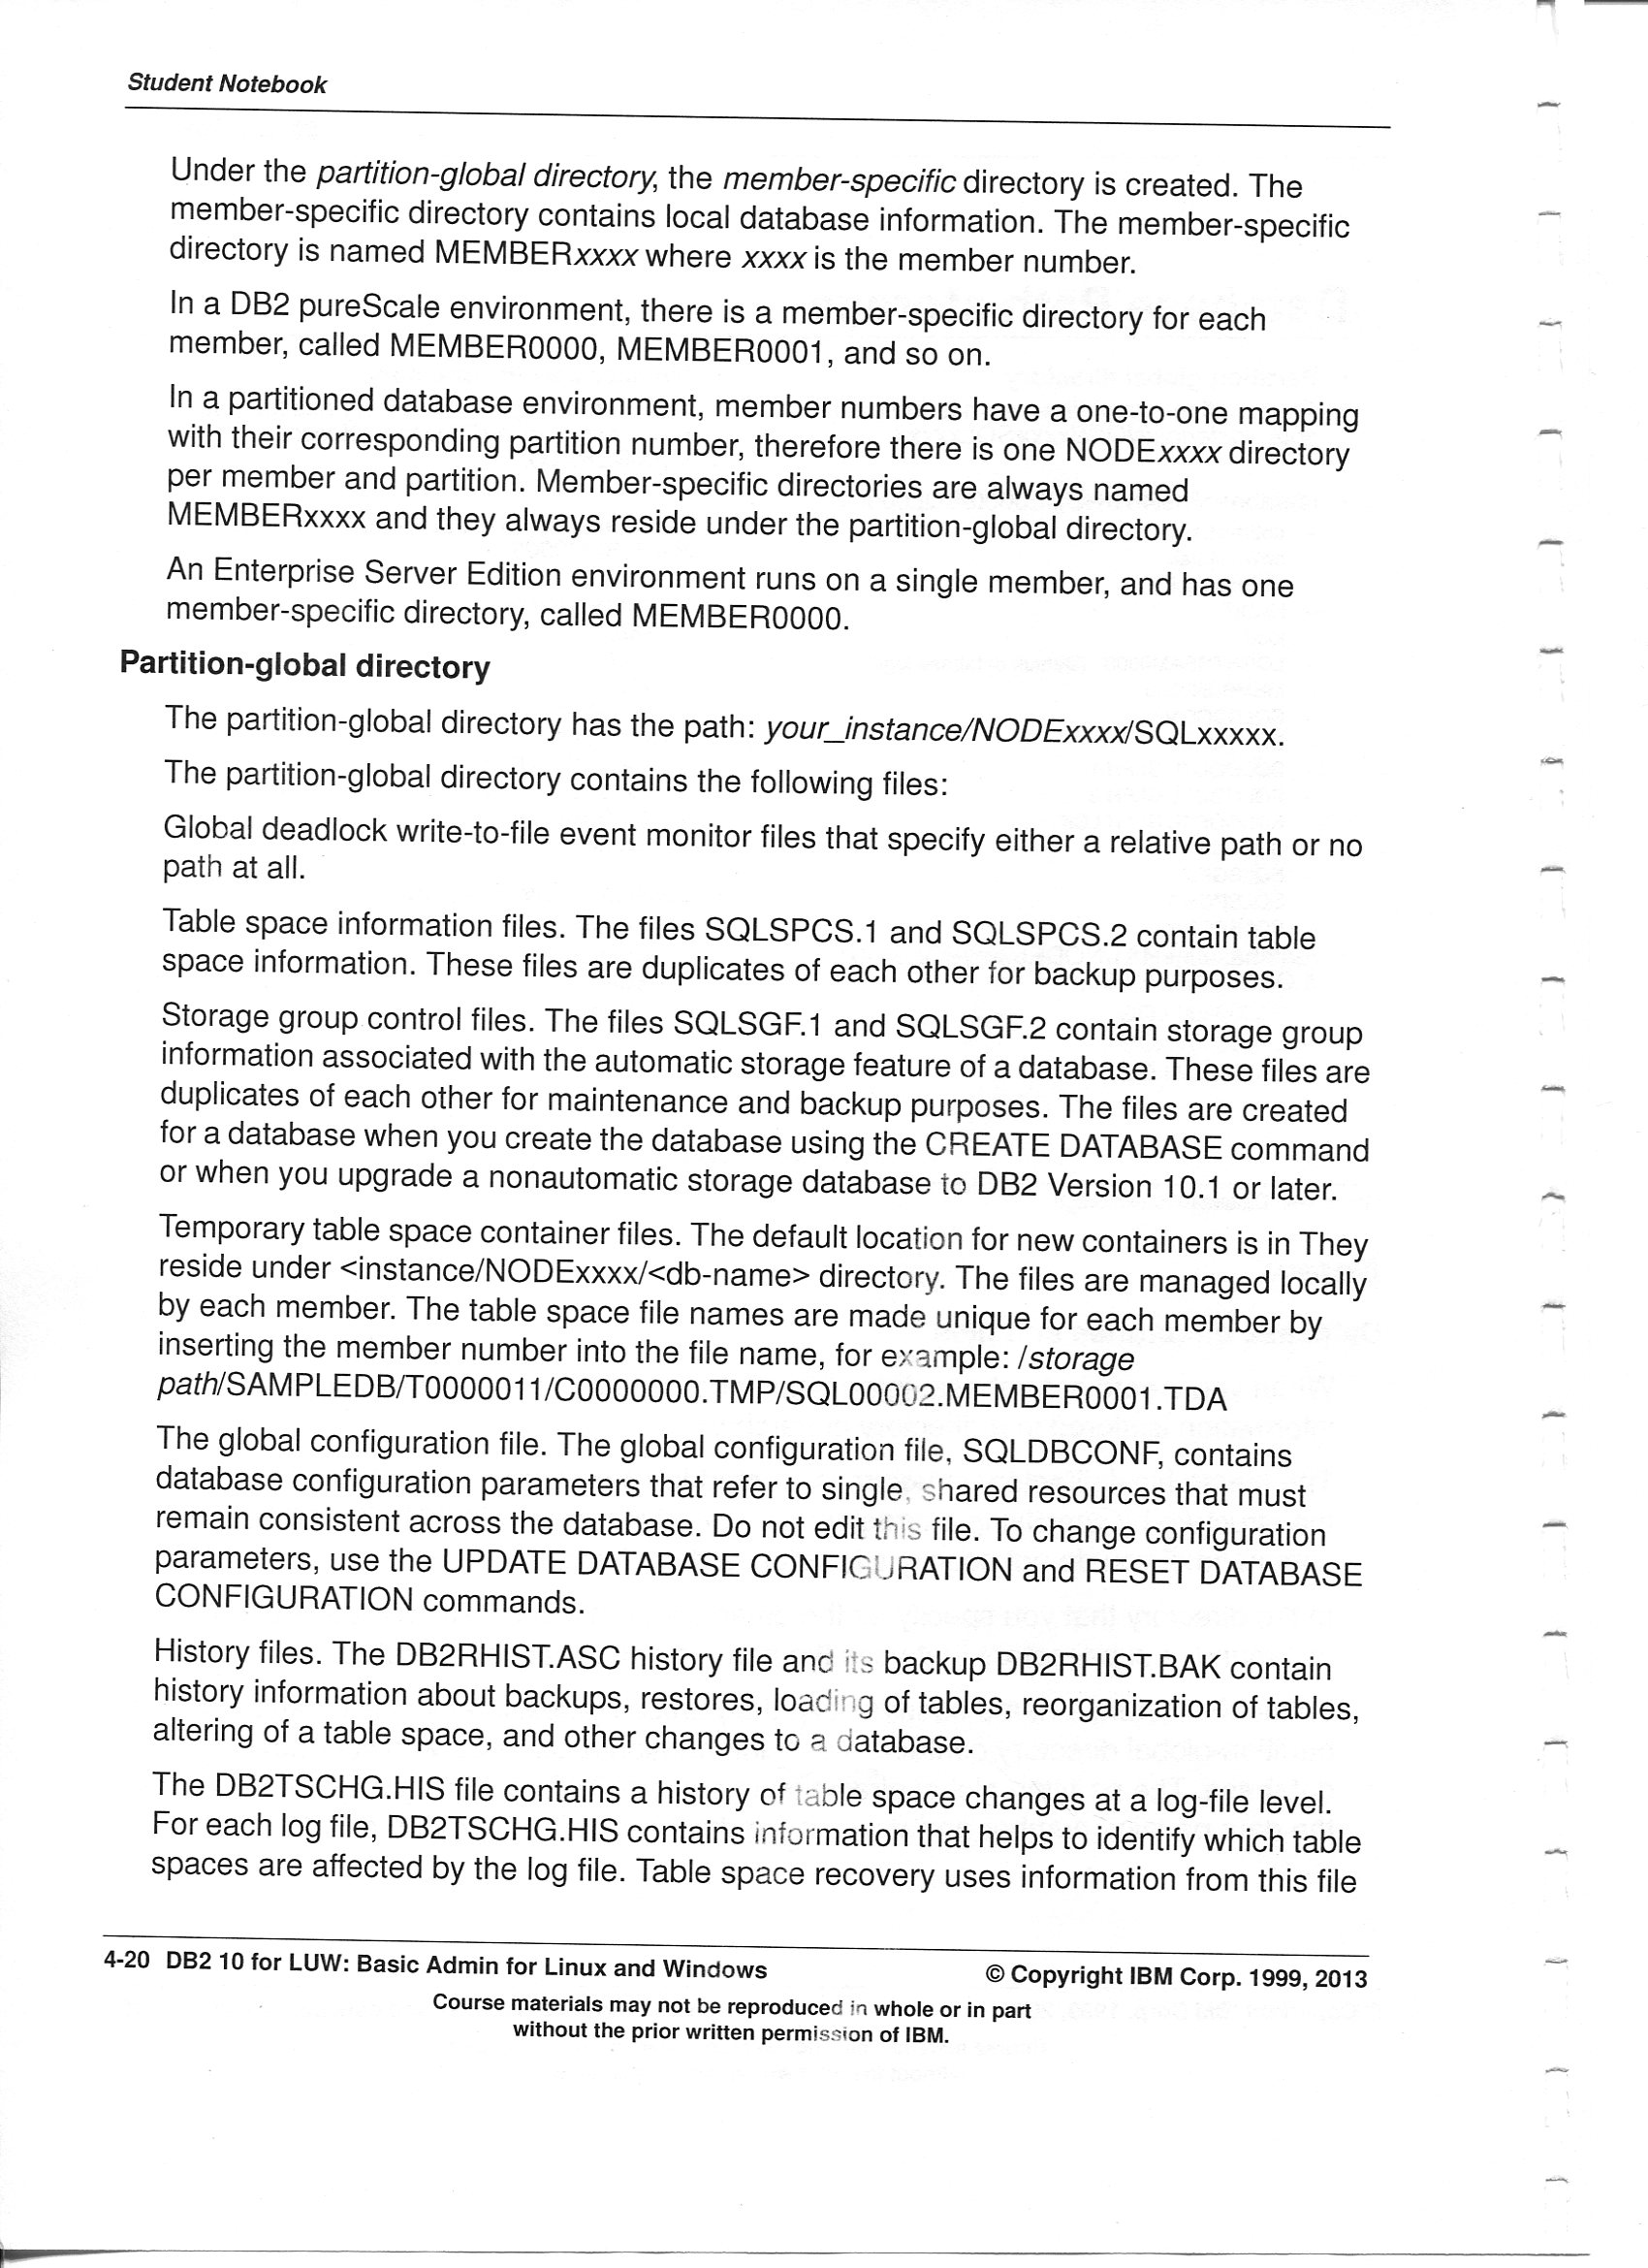 Student Notebook
Under the partition-global directory, the member-specific directory is created. The
member-specific directory contains local database information. The member-specific
directory is named MEMBERxxxx where xxxx is the member number.
In a DB2 pureScale environment, there is a member-specific directory for each
member, called MEMBER0000, MEMBER0001, and so on.
In a partitioned database environment, member numbers have a one-to-one mapping
with their corresponding partition number, therefore there is one NODExxxx directory
per member and partition. Member-specific directories are always named
MEMBERxxxx and they always reside under the partition-global directory.
An Enterprise Server Edition environment runs on a single member, and has one
member-specific directory, called MEMBER0000.
Partition-global directory
The partition-global directory has the path: your_instance/NODExxxx/SQLxxxxx.
The partition-global directory contains the following files:
Global deadlock write-to-file event monitor files that specify either a relative path or no
path at all.
Table space information files. The files SQLSPCS.1 and SQLSPCS.2 contain table
space information. These files are duplicates of each other for backup purposes.
Storage group control files. The files SQLSGF.1 and SQLSGF.2 contain storage group
information associated with the automatic storage feature of a database. These files are
duplicates of each other for maintenance and backup purposes. The files are created
for a database when you create the database using the CREATE DATABASE command
or when you upgrade a nonautomatic storage database to DB2 Version 10.1 or later.
Temporary table space container files. The default location for new containers is in They
reside under <instance/NODExxxx/<db-name> directory. The files are managed locally
by each member. The table space file names are made unique for each member by
inserting the member number into the file name, for example: /storage
path/SAMPLEDB/T0000011/C0000000.TMP/SQL00002.MEMBER0001.TDA
The global configuration file. The global configuration file, SQLDBCONF, contains
database configuration parameters that refer to single, shared resources that must
remain consistent across the database. Do not edit this file. To change configuration
parameters, use the UPDATE DATABASE CONFIGURATION and RESET DATABASE
CONFIGURATION commands.
History files. The DB2RHIST.ASC history file and its backup DB2RHIST.BAK contain
history information about backups, restores, loading of tables, reorganization of tables,
altering of a table space, and other changes to a database.
The DB2TSCHG.HIS file contains a history of table space changes at a log-file level.
For each log file, DB2TSCHG.HIS contains information that helps to identify which table
spaces are affected by the log file. Table space recovery uses information from this file
4-20 DB2 10 for LUW: Basic Admin for Linux and Windows © Copyright IBM Corp. 1999, 2013
Course materials may not be reproduced in whole or in part
without the prior written permission of IBM.